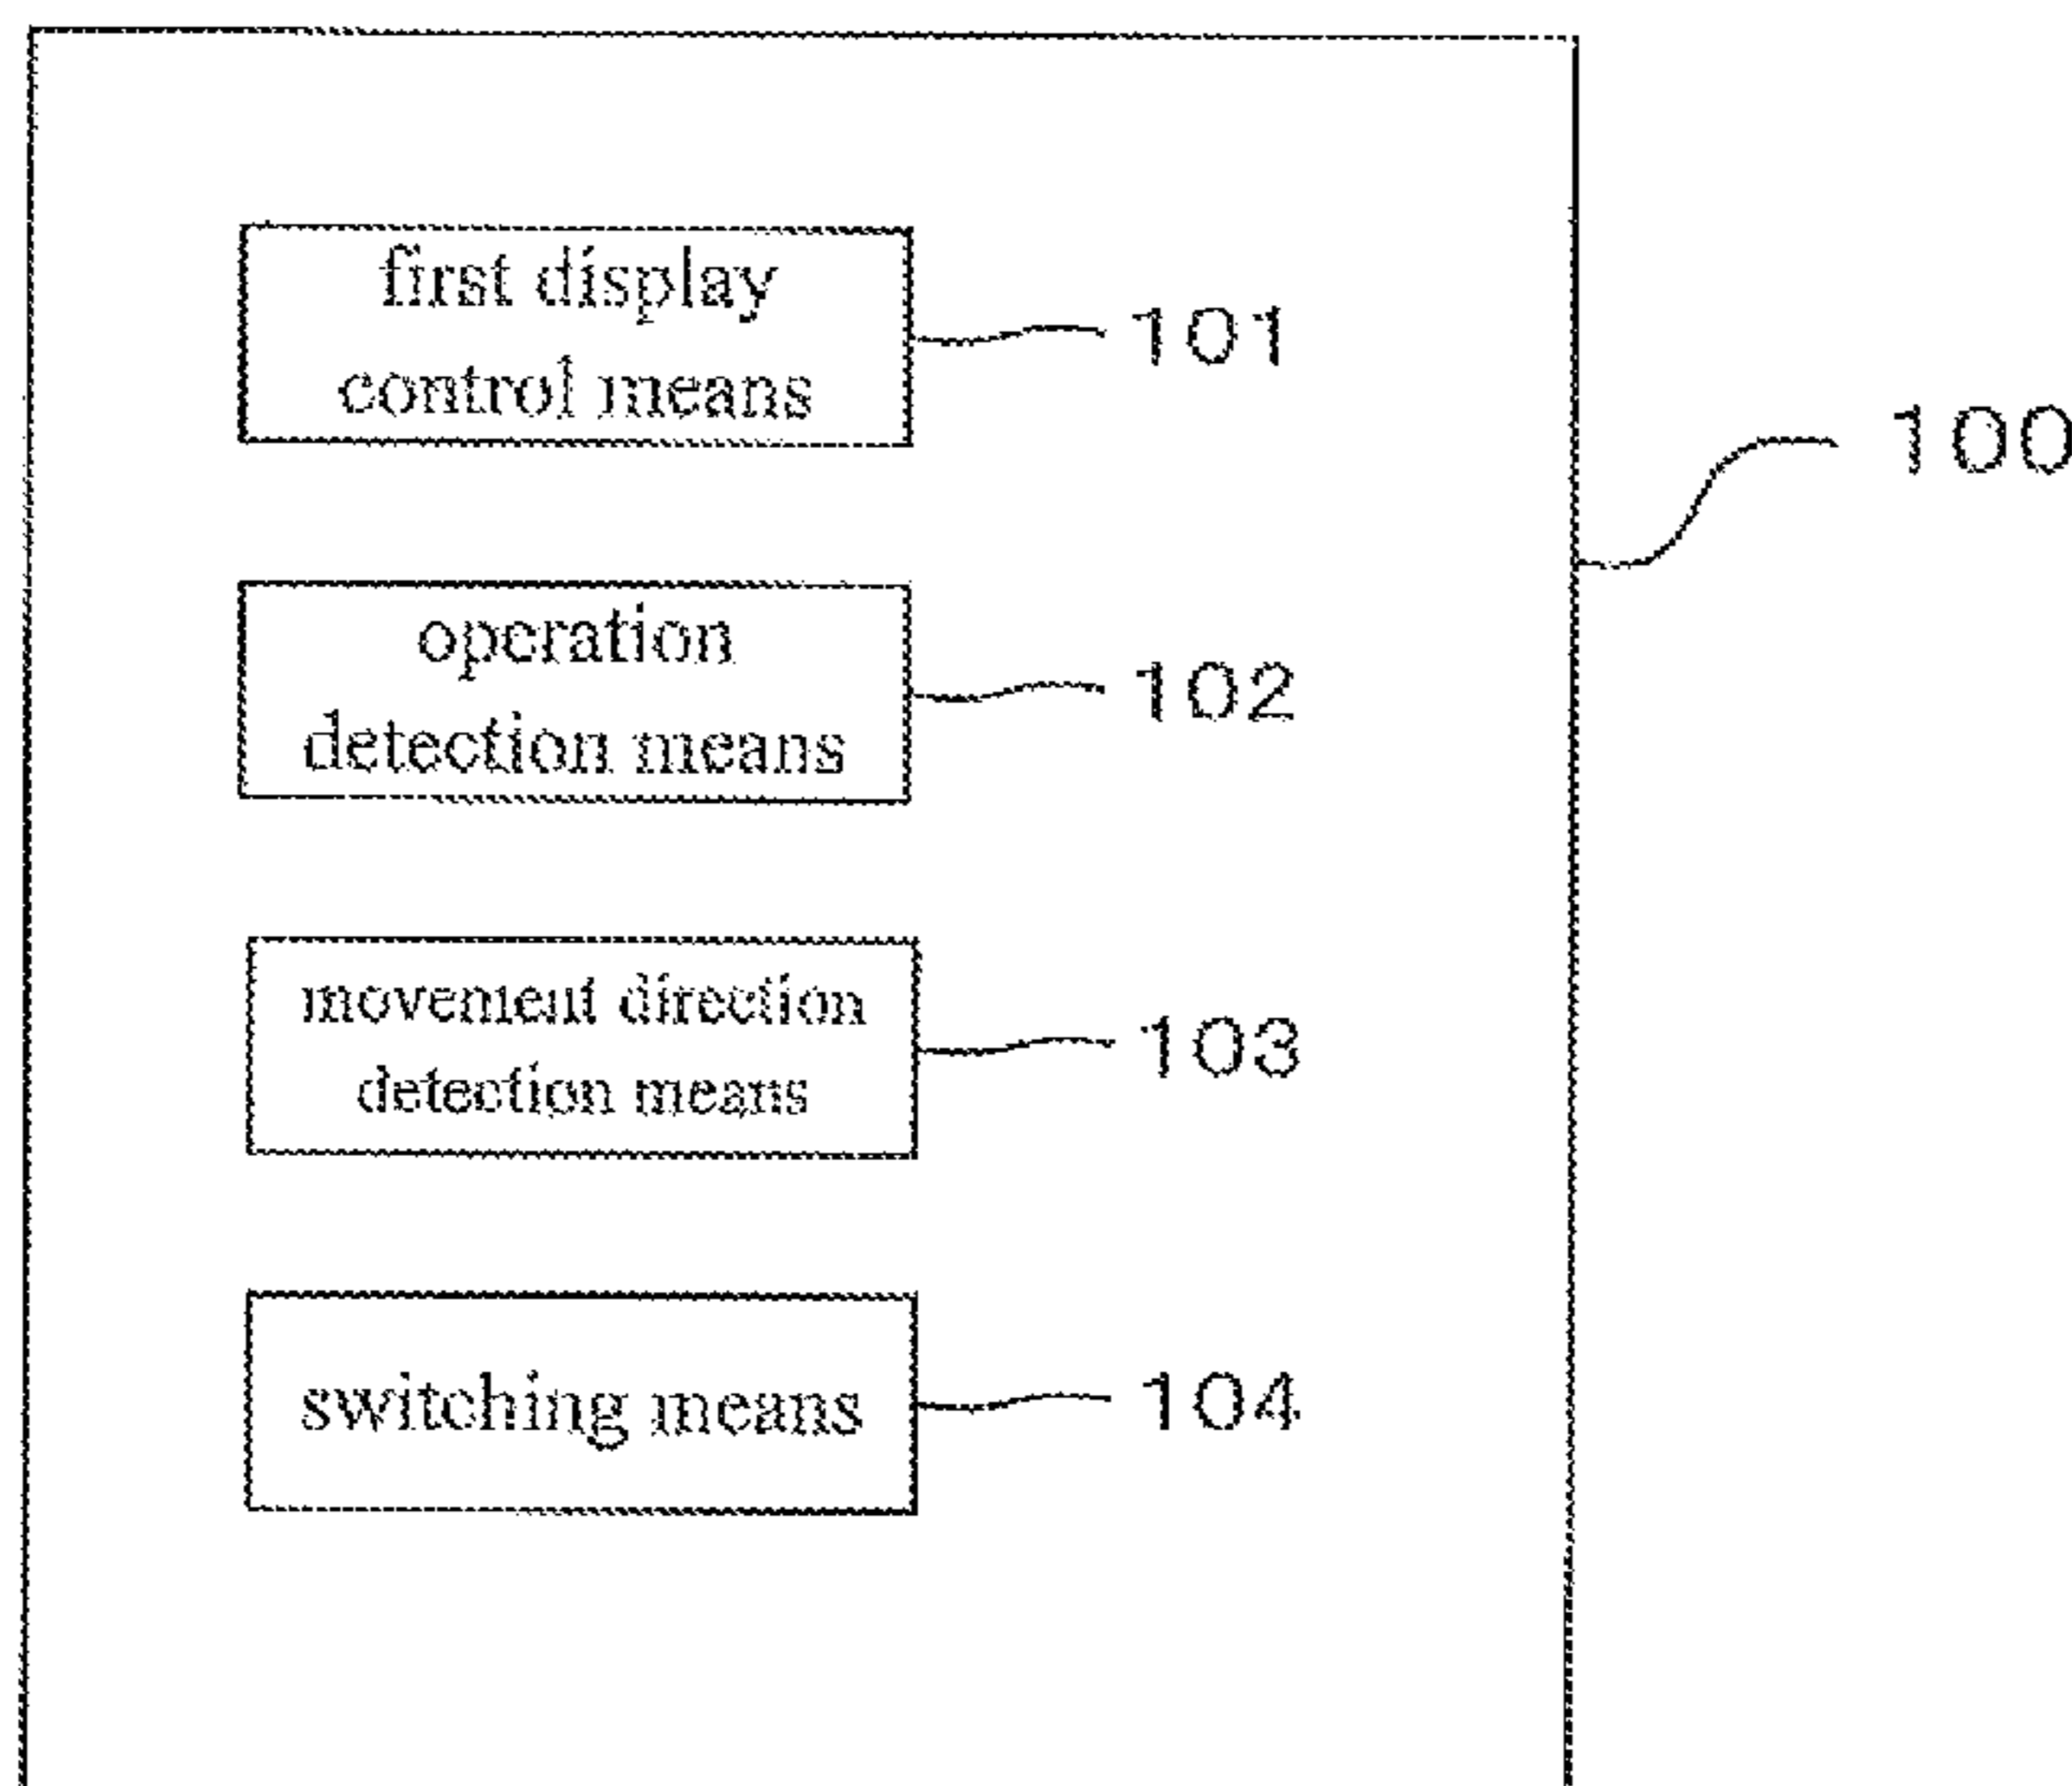 first display
control means
101
100
operation
detection means
102
movement direction
detection means
103
switching means
104